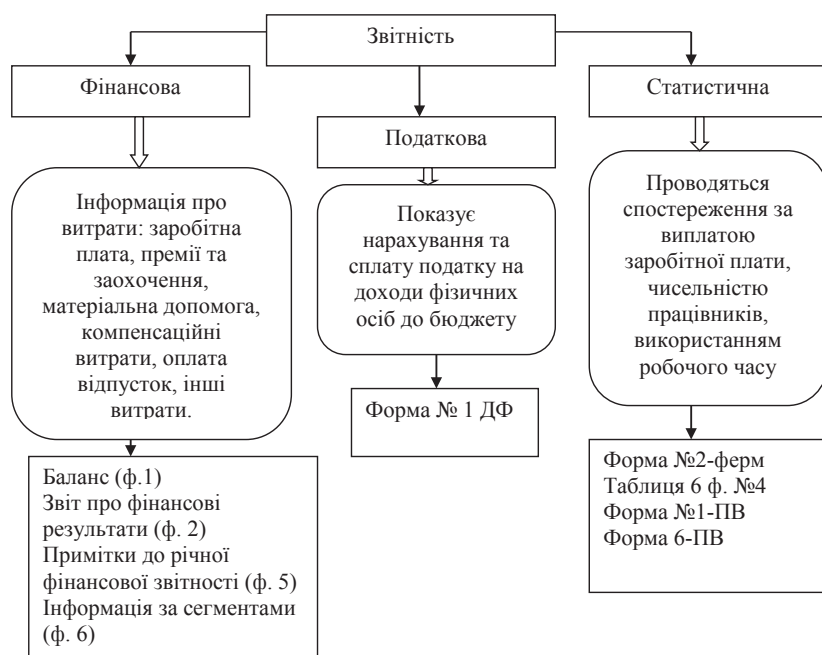 Звітність
Фінансова
Податкова
Статистична
Інформація про
витрати: заробітна
плата, премії та
заохочення,
матеріальна допомога,
компенсаційні
витрати, оплата
відпусток, інші
витрати.
Показує
нарахування та
сплату податку на
доходи фізичних
осіб до бюджету
Проводяться
спостереження за
виплатою
заробітної плати,
чисельністю
працівників,
використанням
робочого часу
Баланс (ф.1)
Звіт про фінансові
результати (ф. 2)
Примітки до річної
фінансової звітності (ф. 5)
Інформація за сегментами
(ф. 6)
Форма № 1 ДФ
Форма №2-ферм
Таблиця 6 ф. №4
Форма №1-ПВ
Форма 6-ПВ